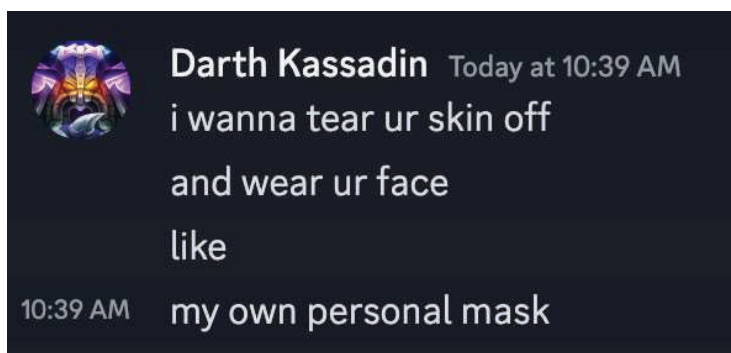 Darth Kassadin Today at 10:39 AM
i wanna tear ur skin off
and wear ur face
like
10:39 AM my own personal mask